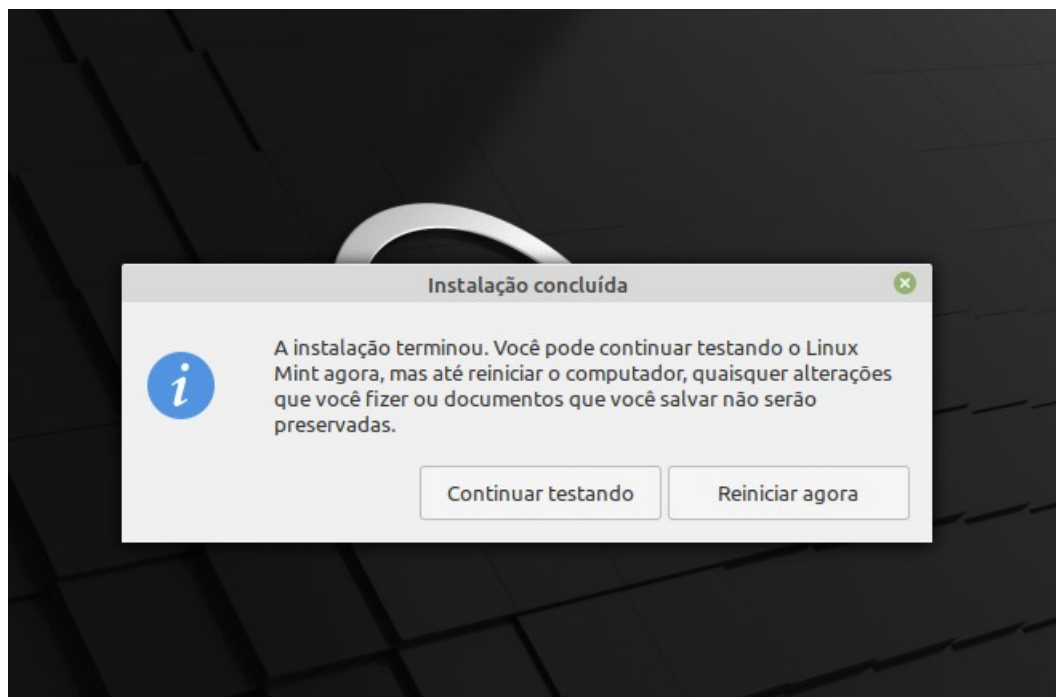 Instalação concluída
A instalação terminou. Você pode continuar testando o Linux
Mint agora, mas até reiniciar o computador, quaisquer alterações
que você fizer ou documentos que você salvar não serão
preservadas.
Continuar testando
Reiniciar agora